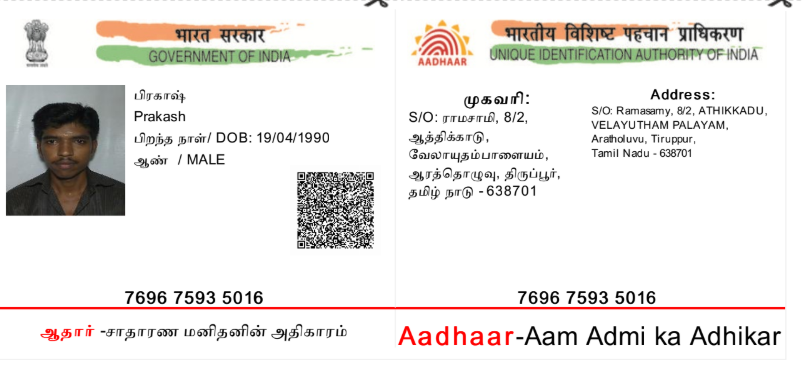 भारत सरकार
GOVERNMENT OF INDIA
பிரகாஷ்
Prakash
பிறந்த நாள்/ DOB: 19/04/1990
ஆண் / MALE
7696 7593 5016
ஆதார் -சாதாரண மனிதனின் அதிகாரம்
भारतीय विशिष्ट पहचान प्राधिकरण
UNIQUE IDENTIFICATION AUTHORITY OF INDIA
AADHAAR
முகவரி:
S/O: ராமசாமி, 8/2,
ஆத்திக்காடு,
வேலாயுதம்பாளையம்,
ஆரத்தொழுவு, திருப்பூர்,
தமிழ் நாடு - 638701
Address:
S/O: Ramasamy, 8/2, ATHIKKADU,
VELAYUTHAM PALAYAM,
Aratholuvu, Tiruppur,
Tamil Nadu - 638701
7696 7593 5016
Aadhaar-Aam Admi ka Adhikar